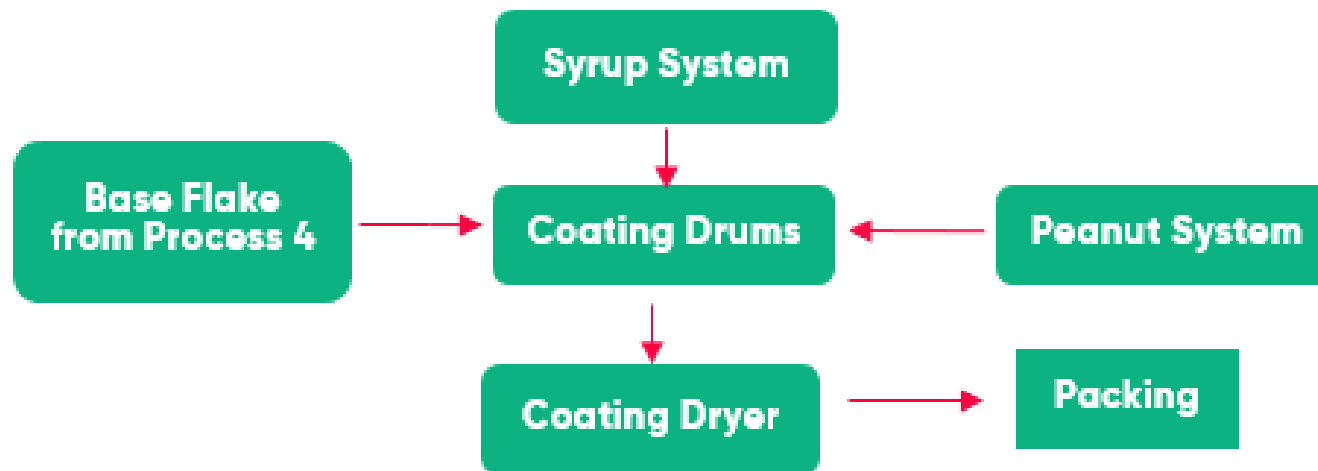 Syrup System
Base Flake
from Process 4
Coating Drums
Peanut System
Coating Dryer
Packing